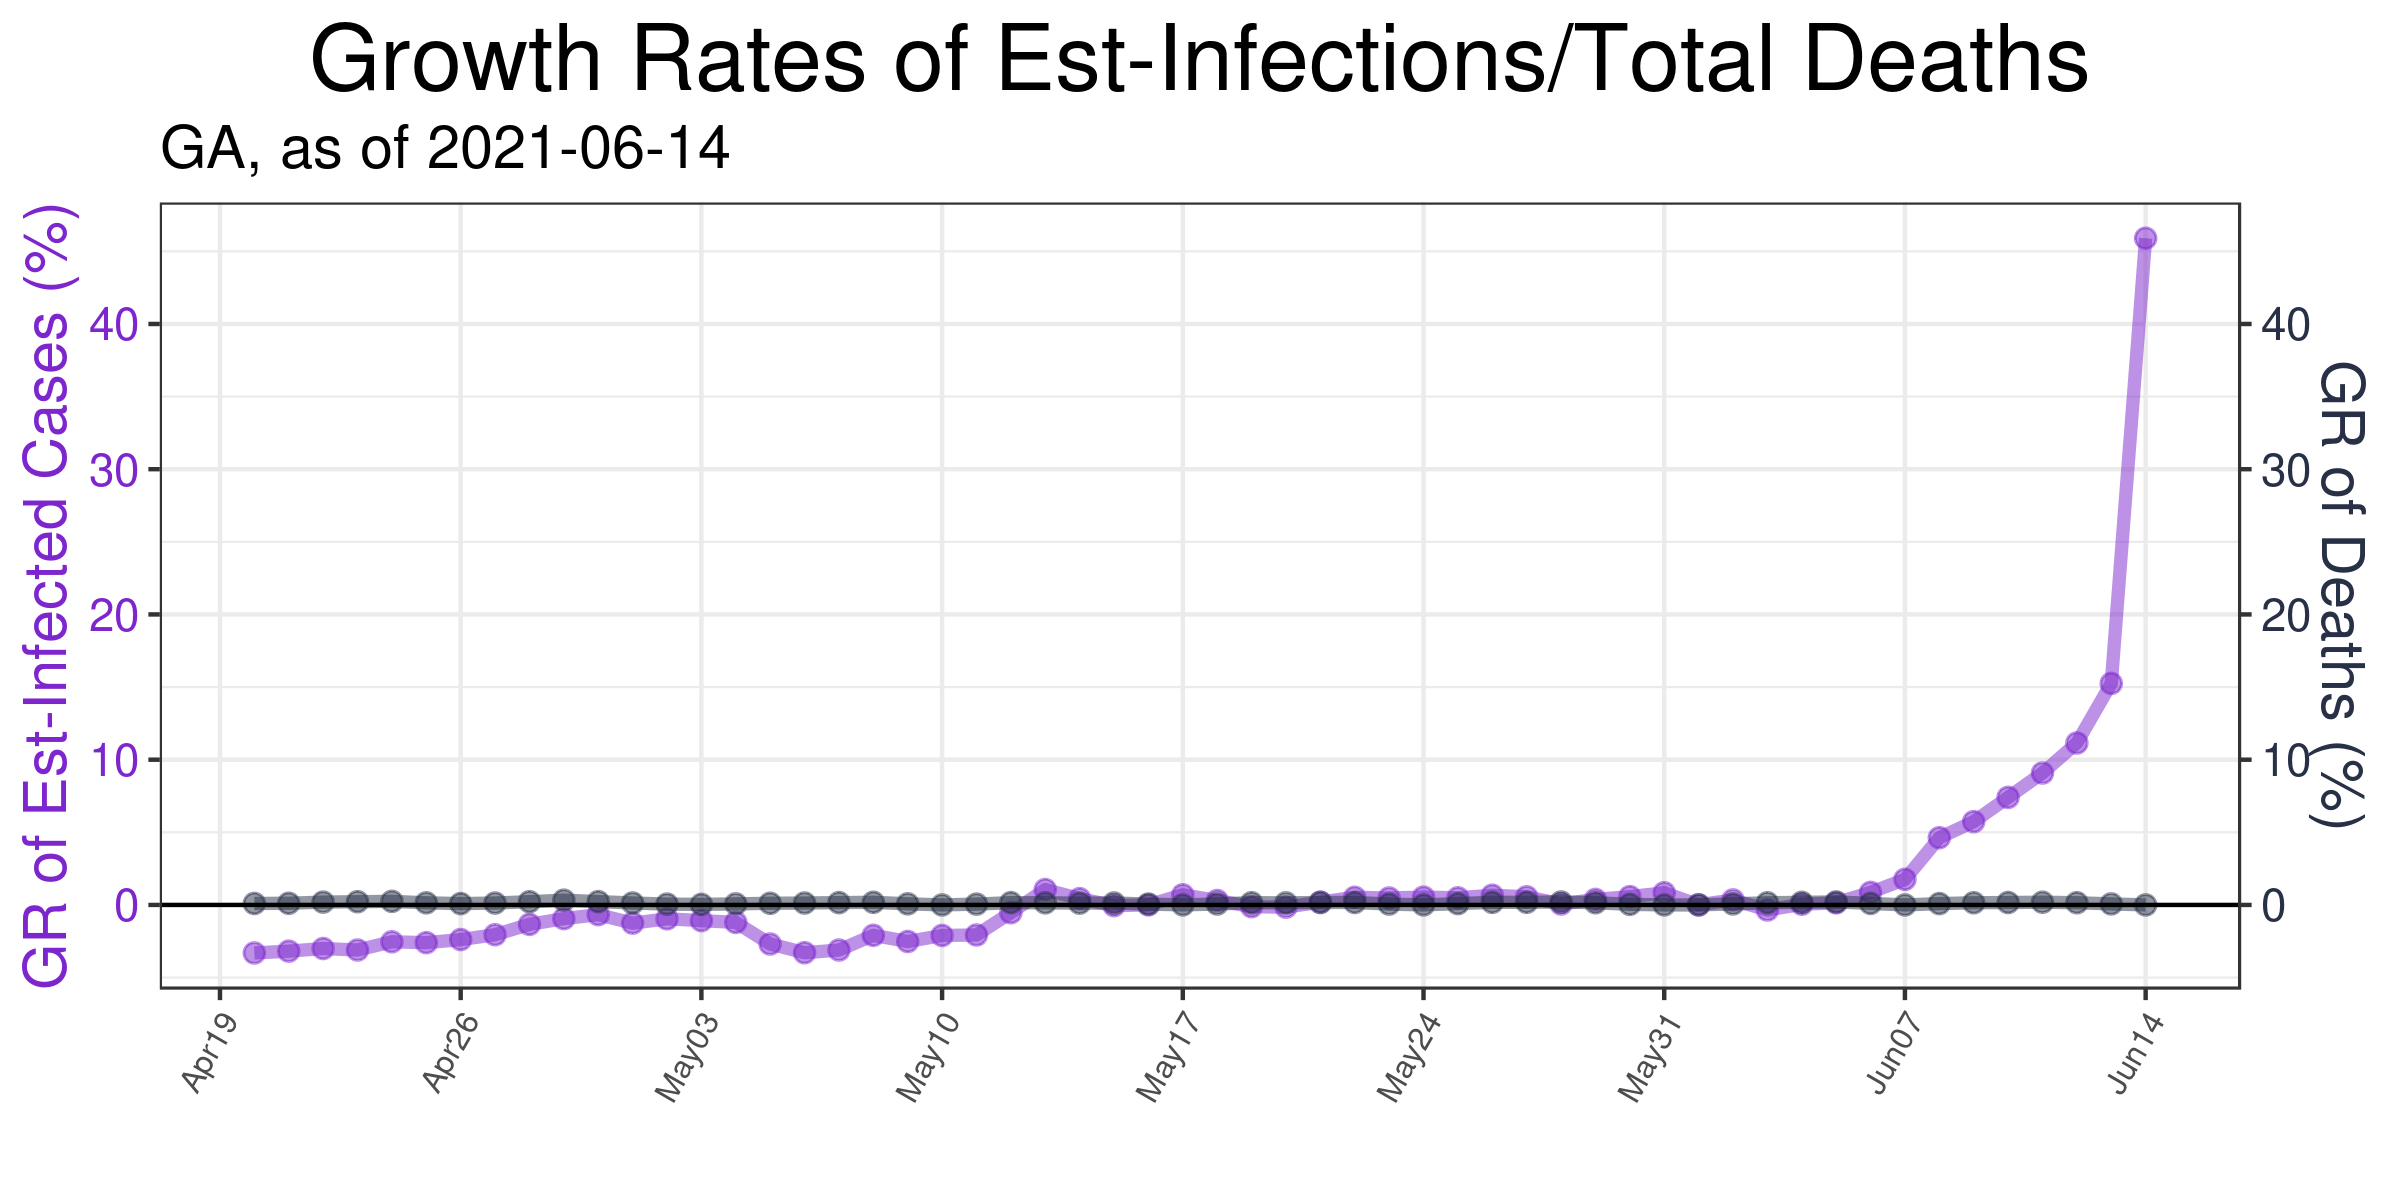 Growth Rates of Est-Infections/Total Deaths
GA, as of 2021-06-14
GR of Est-Infected Cases (%)
40
30
20
10
0
40
30
20
10
0
GR of Deaths (%)
Apr19
Apr26
May03
May10
May17
May24
May31
Jun07
Jun14